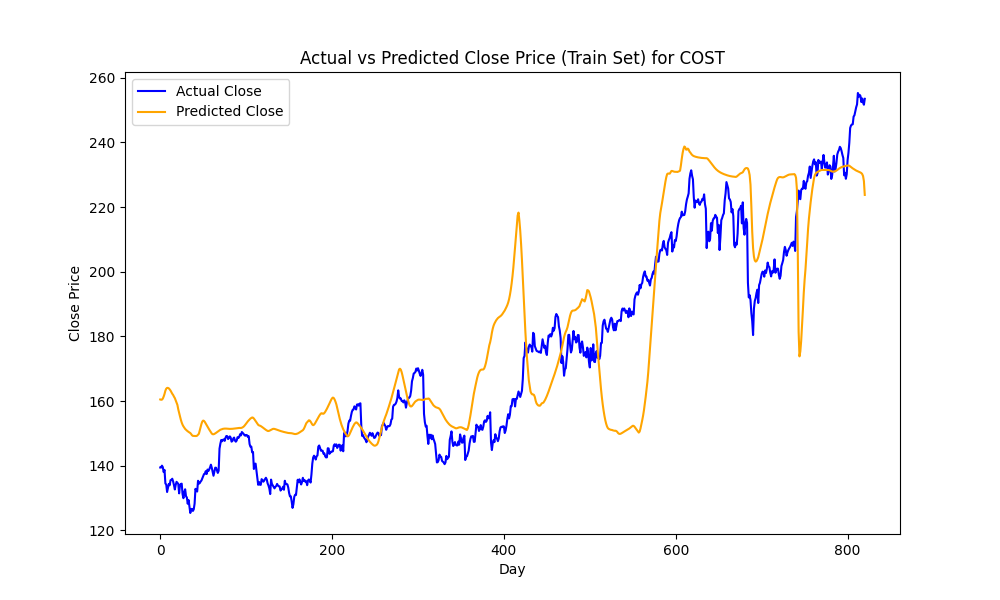 Actual vs Predicted Close Price (Train Set) for COST
Actual Close
Predicted Close
260
240
220
200
180
160
140
120
Close Price
0 200 400 600 800
Day